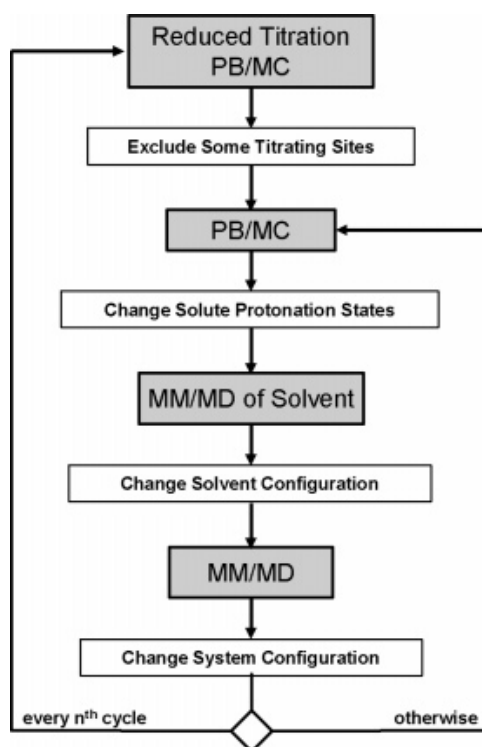 Reduced Titration
PB/MC
Exclude Some Titrating Sites
PB/MC
Change Solute Protonation States
MM/MD of Solvent
Change Solvent Configuration
MM/MD
Change System Configuration
every nth cycle
otherwise